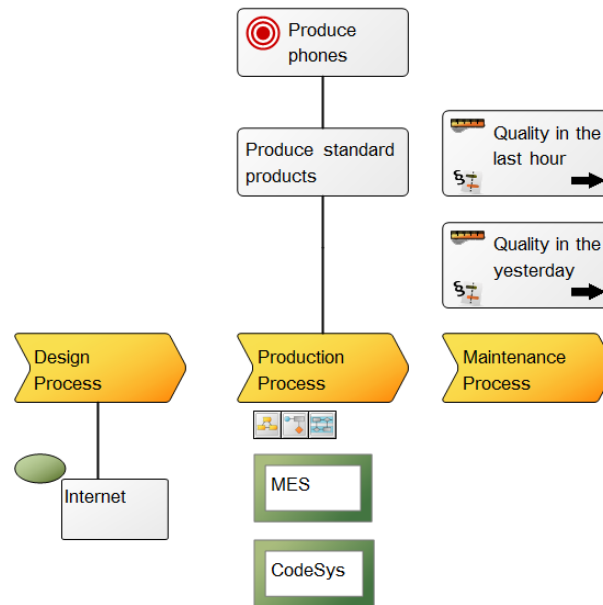 Produce
phones
Produce standard
products
Quality in the
last hour
Quality in the
yesterday
Design
Process
Production
Process
Maintenance
Process
Internet
MES
CodeSys